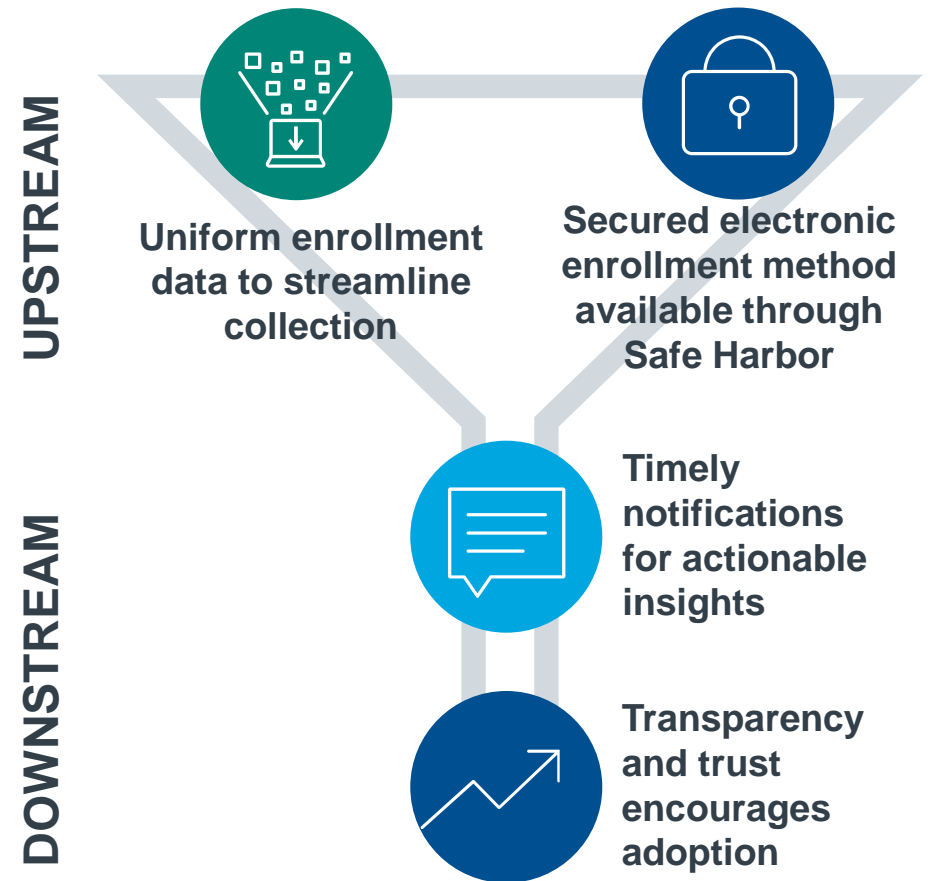 UPSTREAM
Uniform enrollment
data to streamline
collection
Secured electronic
enrollment method
available through
Safe Harbor
DOWNSTREAM
Timely
notifications
for actionable
insights
Transparency
and trust
encourages
adoption